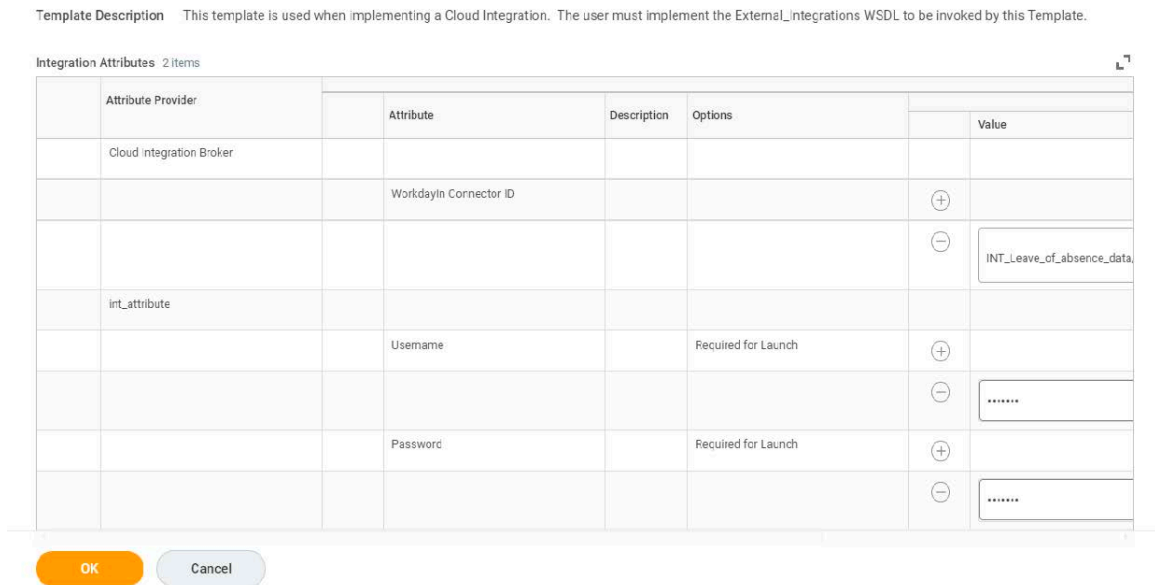 Template Description This template is used when implementing a Cloud Integration. The user must implement the External_Integrations WSDL to be invoked by this Template.
Integration Attributes 2 items
Attribute Provider
Attribute Description Options
Value
Cloud Integration Broker
WorkdayIn Connector ID
INT_Leave_of_absence_data,
int_attribute
Username Required for Launch
•••••••
Password Required for Launch
•••••••
OK Cancel